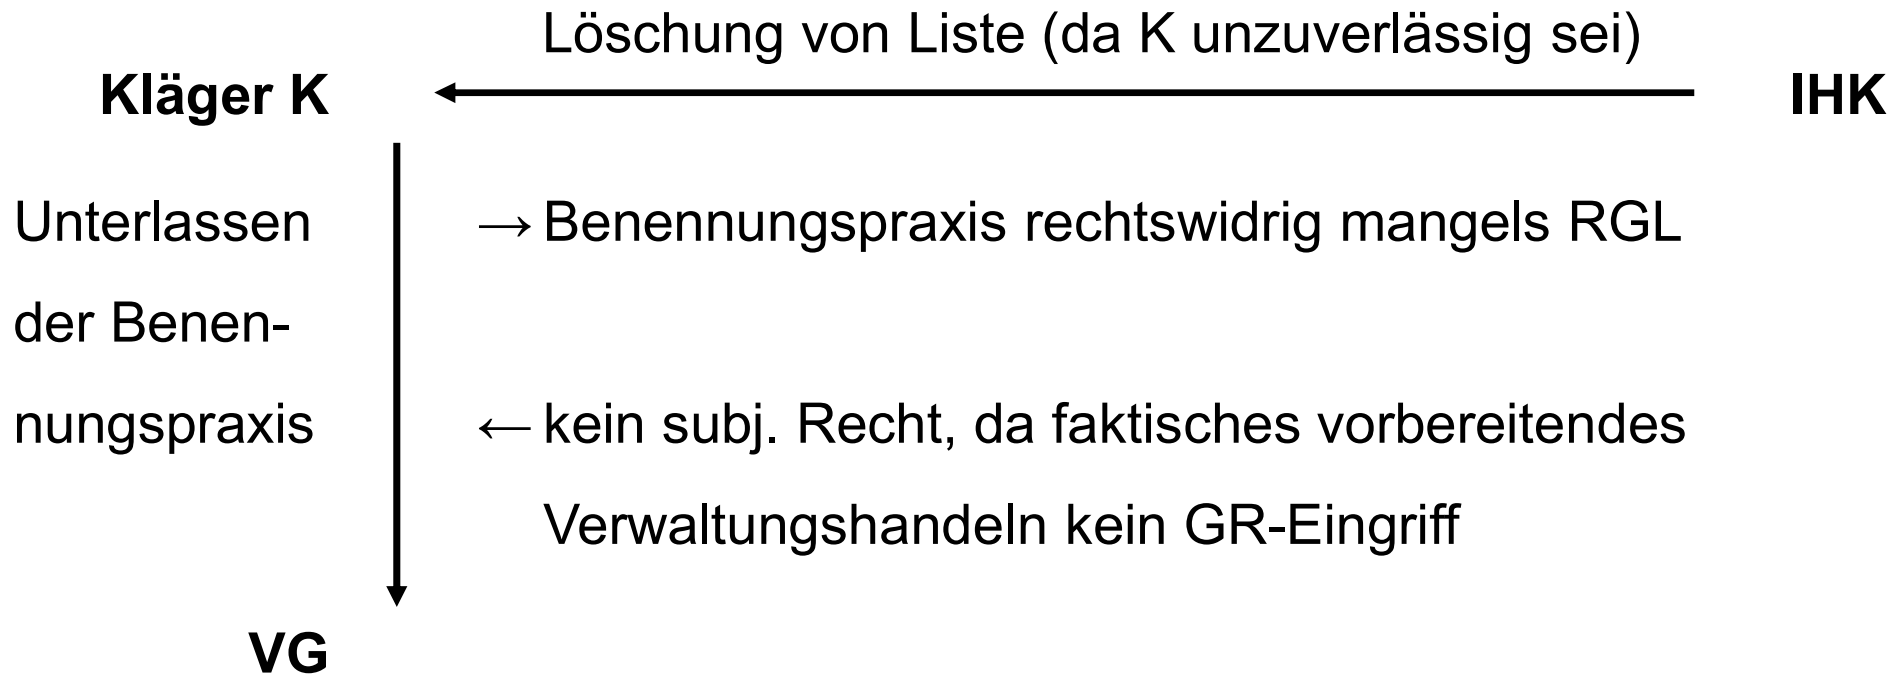 Löschung von Liste (da K unzuverlässig sei)
Kläger K
IHK
Unterlassen
der Benen-
nungspraxis
→ Benennungspraxis rechtswidrig mangels RGL
← kein subj. Recht, da faktisches vorbereitendes
Verwaltungshandeln kein GR-Eingriff
VG